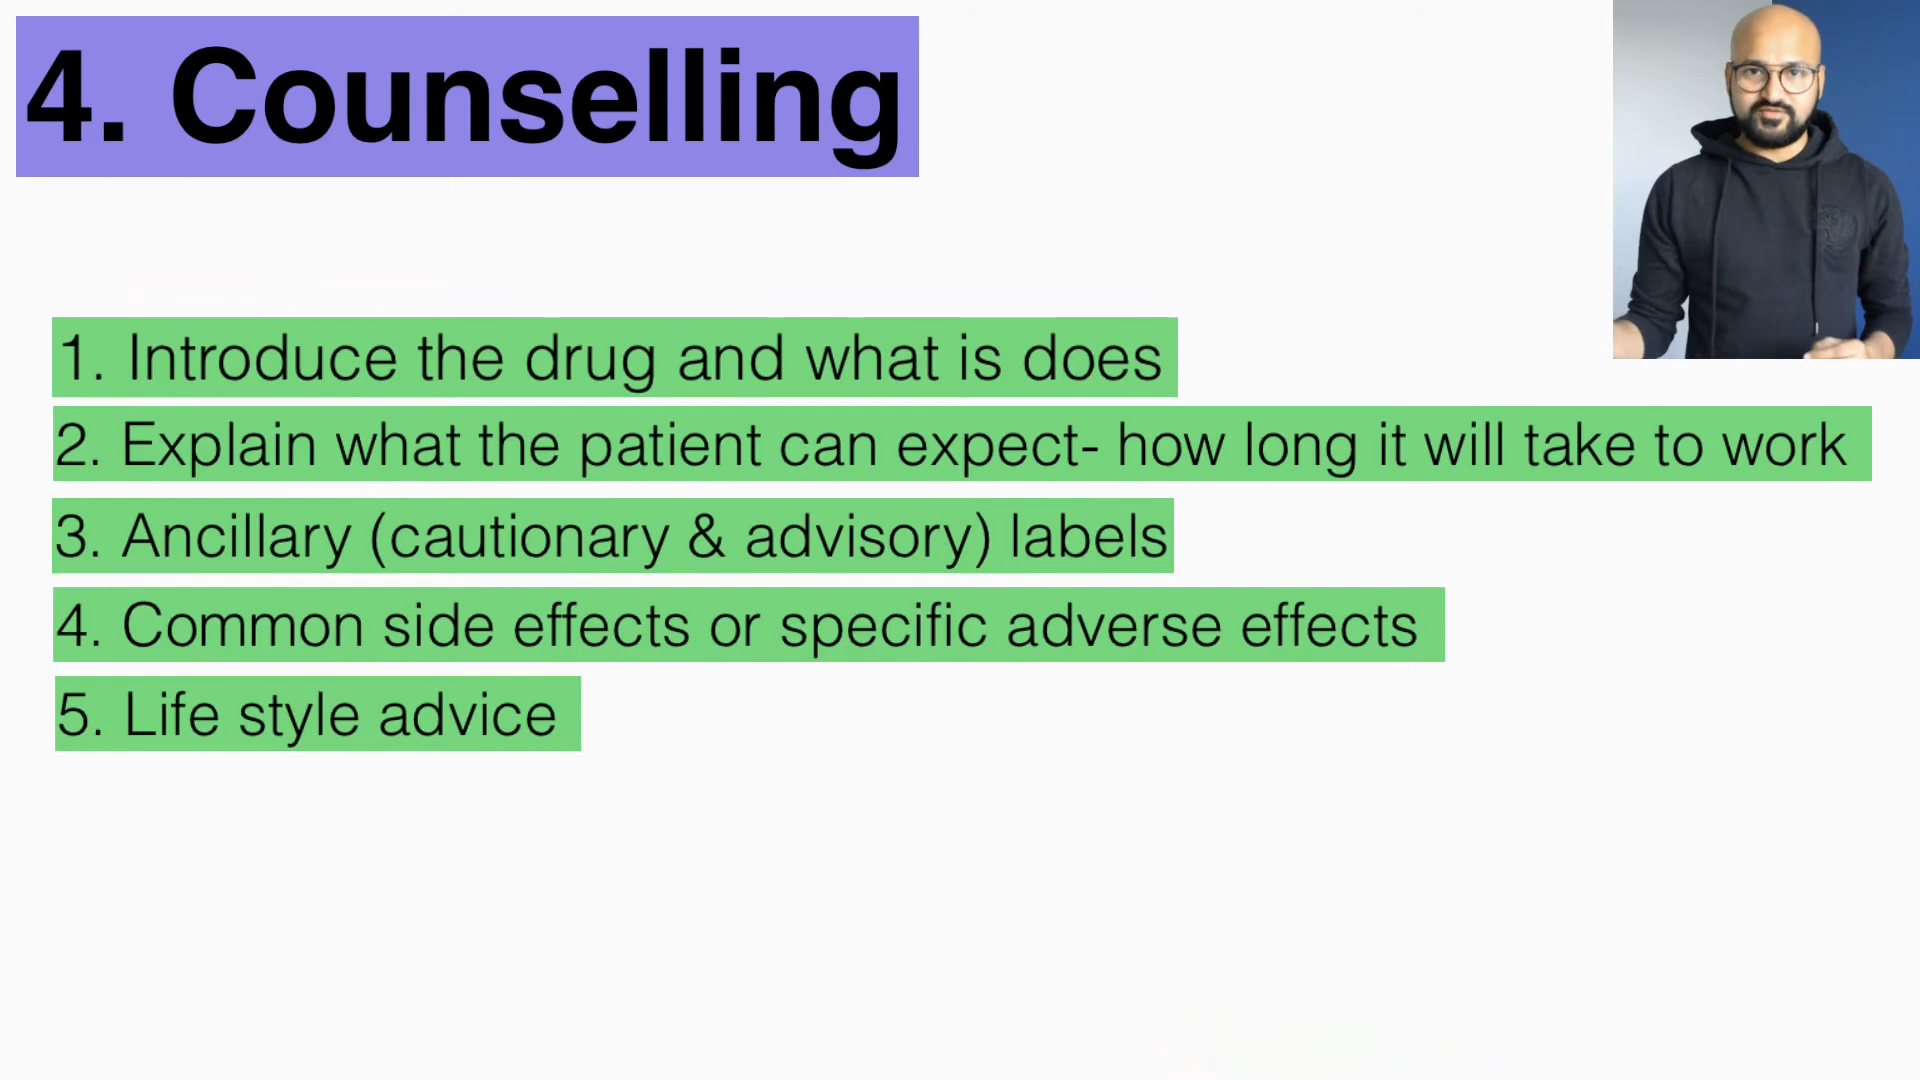 4. Counselling
1. Introduce the drug and what is does
2. Explain what the patient can expect- how long it will take to work
3. Ancillary (cautionary & advisory) labels
4. Common side effects or specific adverse effects
5. Life style advice